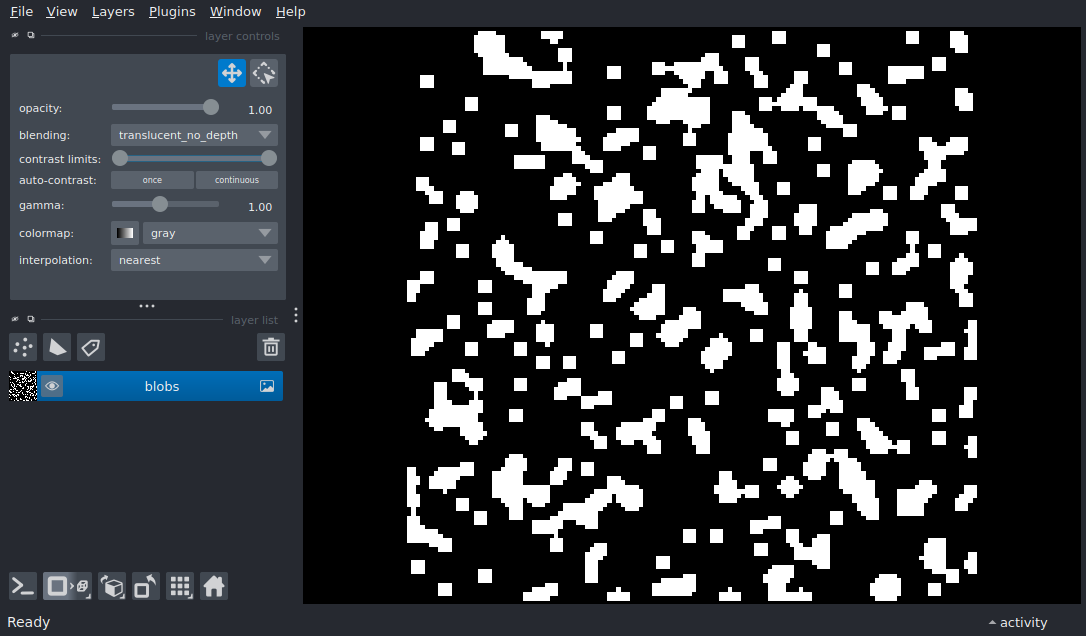 File View Layers Plugins Window Help
layer controls
opacity: 1.00
blending: translucent_no_depth
contrast limits:
auto-contrast: once continuous
gamma: 1.00
colormap: gray
interpolation: nearest
layer list
blobs
Ready activity